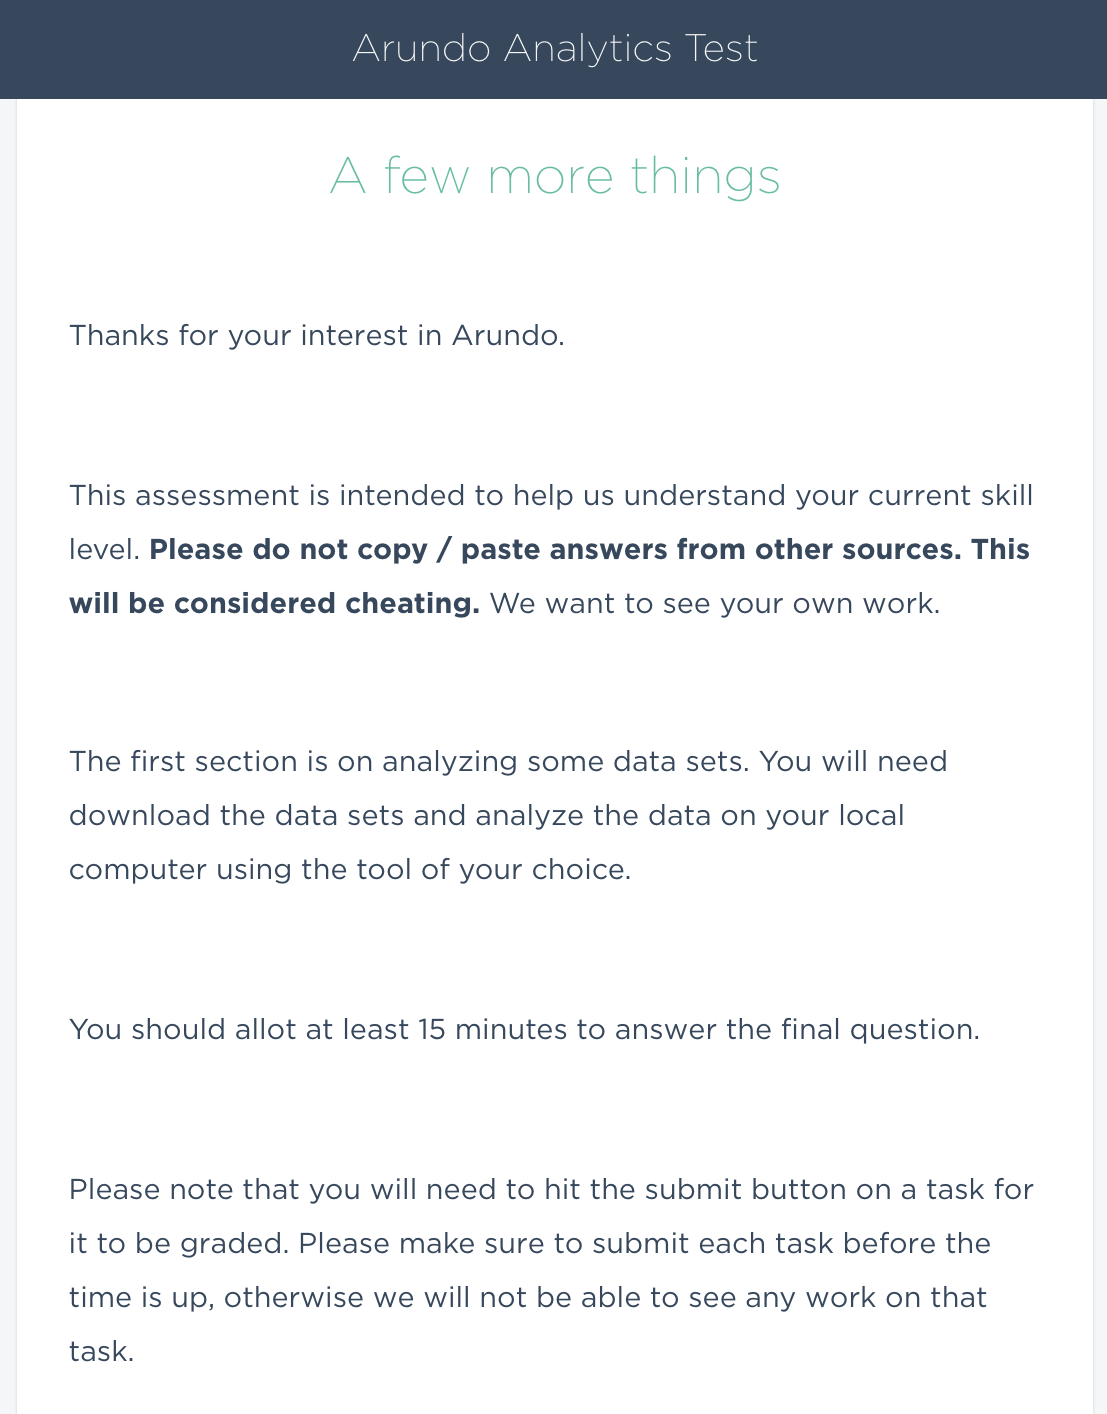 Arundo Analytics Test
A few more things
Thanks for your interest in Arundo.
This assessment is intended to help us understand your current skill
level. Please do not copy / paste answers from other sources. This
will be considered cheating. We want to see your own work.
The first section is on analyzing some data sets. You will need
download the data sets and analyze the data on your local
computer using the tool of your choice.
You should allot at least 15 minutes to answer the final question.
Please note that you will need to hit the submit button on a task for
it to be graded. Please make sure to submit each task before the
time is up, otherwise we will not be able to see any work on that
task.